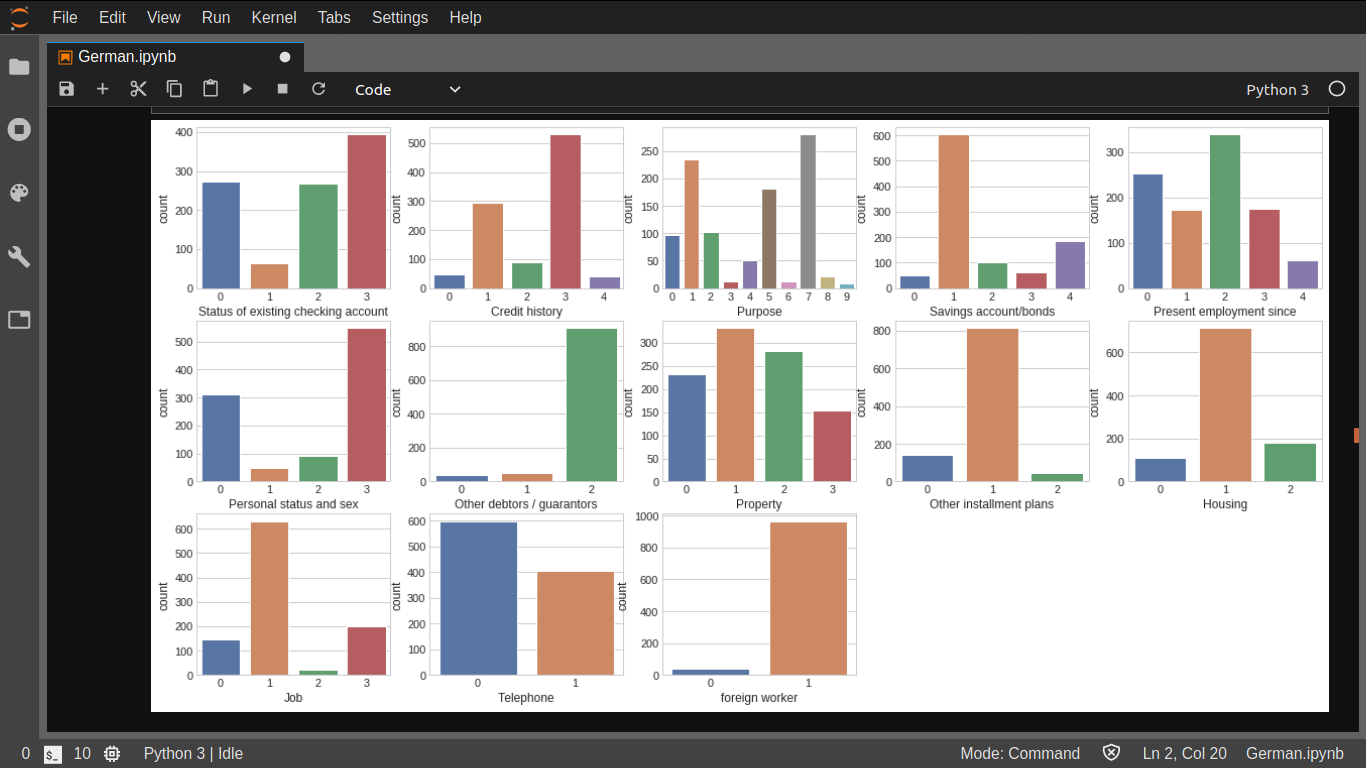 File Edit View Run Kernel Tabs Settings Help
German.ipynb
Code Python 3
400 300 200 100 0
count
0 1 2 3
Status of existing checking account
500 400 300 200 100 0
count
0 1 2 3 4
Credit history
250 200 150 100 50 0
count
0 1 2 3 4 5 6 7 8 9
Purpose
600 500 400 300 200 100 0
count
0 1 2 3 4
Savings account/bonds
300 200 100 0
count
0 1 2 3 4
Present employment since
500 400 300 200 100 0
count
0 1 2 3
Personal status and sex
800 600 400 200 0
count
0 1 2
Other debtors / guarantors
300 250 200 150 100 50 0
count
0 1 2 3
Property
800 600 400 200 0
count
0 1 2
Other installment plans
600 400 200 0
count
0 1 2
Housing
600 500 400 300 200 100 0
count
0 1 2 3
Job
600 500 400 300 200 100 0
count
0 1
Telephone
1000 800 600 400 200 0
count
0 1
foreign worker
0 $_ 10 Python 3 | Idle Mode: Command Ln 2, Col 20 German.ipynb